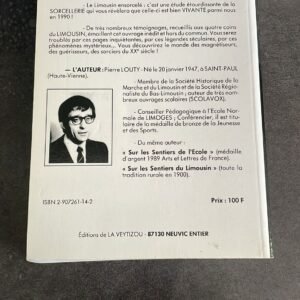 - Le Limousin ensorcelé : c'est une étude étourdissante de la
SORCELLERIE qui vous révèlera que celle-ci est bien VIVANTE parmi nous
en 1990 !
- De très nombreux témoignages, recueillis aux quatre coins
du LIMOUSIN, émaillent cet ouvrage inédit et hors du commun. Vous serez
troublés par ces pages inquiétantes, par ces légendes séculaires, par ces
phénomènes mystérieux... Vous découvrirez le monde des magnétiseurs,
des guérisseurs, des sorciers du XXe siècle !
— L'AUTEUR : Pierre LOUTY - Né le 20 janvier 1947, à SAINT-PAUL
(Haute-Vienne).
- Membre de la Société Historique de la
Marche et du Limousin et de la Société Régio-
naliste du Bas-Limousin ; auteur de très nom-
breux ouvrages scolaires (SCOLAVOX).
- Conseiller Pédagogique à l'Ecole Nor-
male de LIMOGES ; Conférencier, il est titu-
laire de la médaille de bronze de la Jeunesse
et des Sports.
- Du même auteur :
« Sur les Sentiers de l'Ecole » (médaille
d'argent 1989 Arts et Lettres de France).
« Sur les Sentiers du Limousin » (toute
la tradition rurale en 1900).
ISBN 2-907261-14-2
Prix : 100 F
Éditions de LA VEYTIZOU - 87130 NEUVIC ENTIER